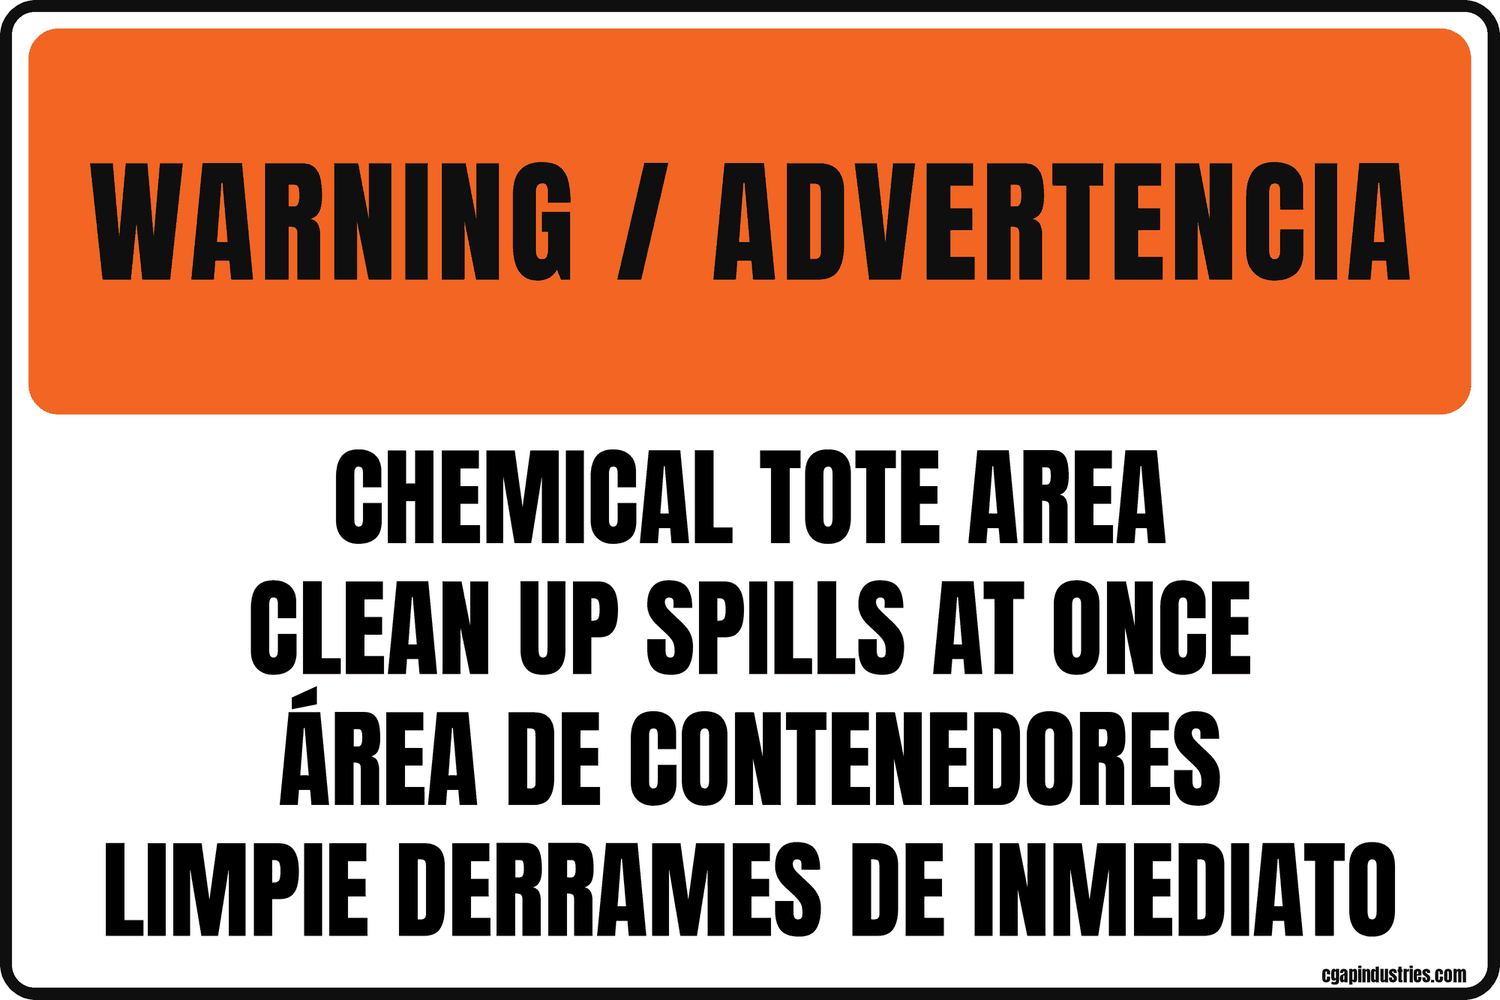 WARNING / ADVERTENCIA
CHEMICAL TOTE AREA
CLEAN UP SPILLS AT ONCE
ÁREA DE CONTENEDORES
LIMPIE DERRAMES DE INMEDIATO
cgapindustries.com